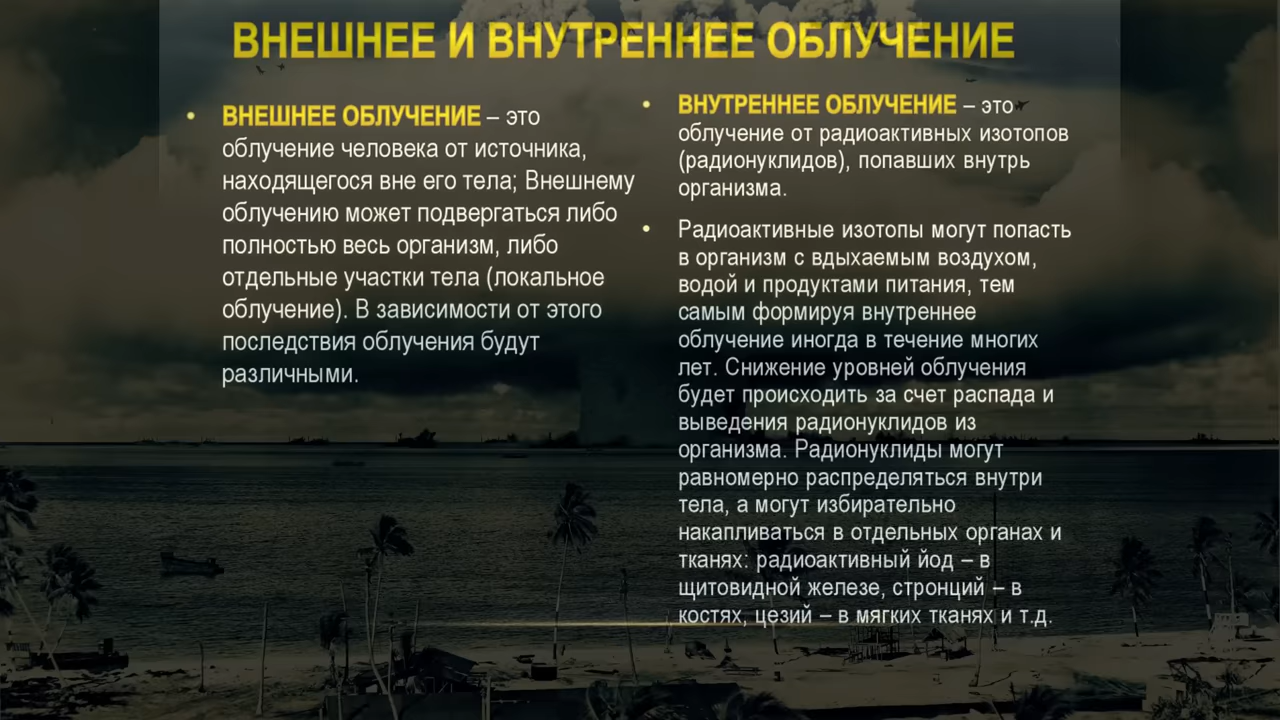 ВНЕШНЕЕ И ВНУТРЕННЕЕ ОБЛУЧЕНИЕ
• ВНЕШНЕЕ ОБЛУЧЕНИЕ – это
облучение человека от источника,
находящегося вне его тела; Внешнему
облучению может подвергаться либо
полностью весь организм, либо
отдельные участки тела (локальное
облучение). В зависимости от этого
последствия облучения будут
различными.
• ВНУТРЕННЕЕ ОБЛУЧЕНИЕ – это
облучение от радиоактивных изотопов
(радионуклидов), попавших внутрь
организма.
• Радиоактивные изотопы могут попасть
в организм с вдыхаемым воздухом,
водой и продуктами питания, тем
самым формируя внутреннее
облучение иногда в течение многих
лет. Снижение уровней облучения
будет происходить за счет распада и
выведения радионуклидов из
организма. Радионуклиды могут
равномерно распределяться внутри
тела, а могут избирательно
накапливаться в отдельных органах и
тканях: радиоактивный йод – в
щитовидной железе, стронций – в
костях, цезий – в мягких тканях и т.д.